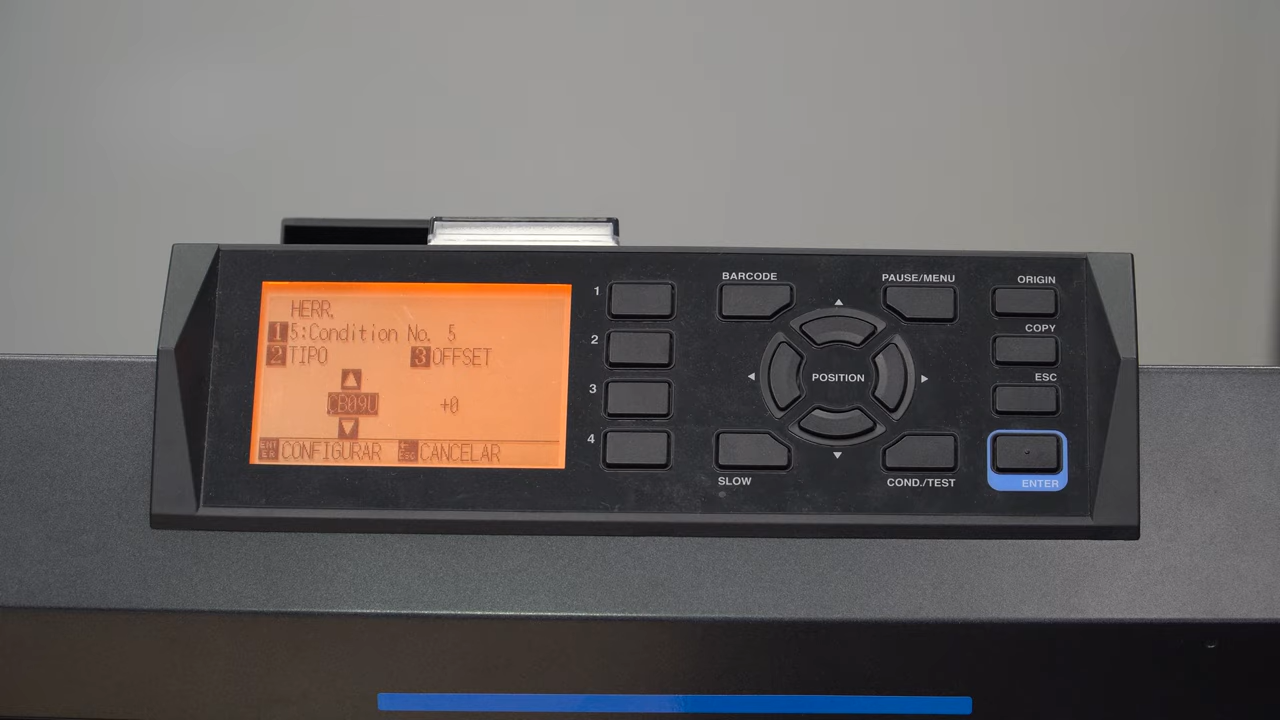 HERR.
1 5:Condition No. 5
2 TIPO 3 OFFSET
CB09U +0
CONFIGURAR ESC CANCELAR
1
2
3
4
BARCODE
PAUSE/MENU
POSITION
SLOW
COND./TEST
ORIGIN
COPY
ESC
ENTER